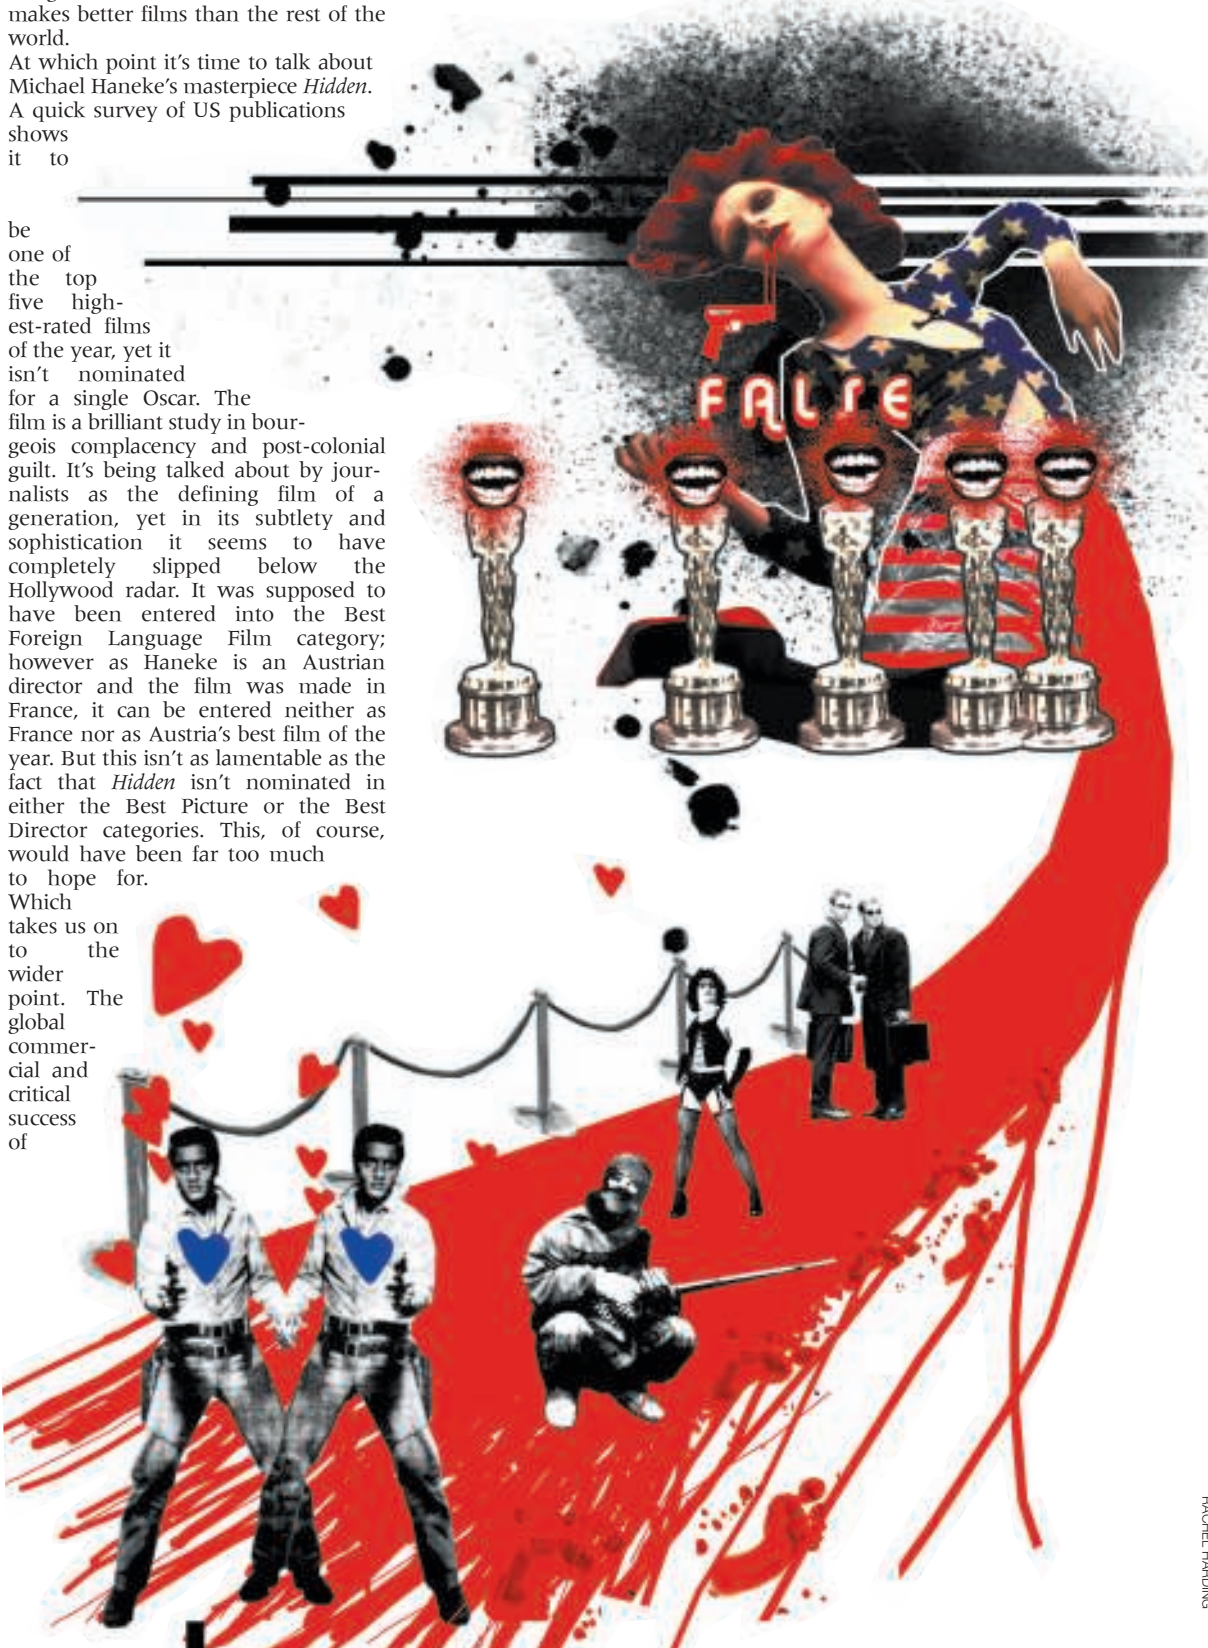 makes better films than the rest of the
world.
At which point it's time to talk about
Michael Haneke's masterpiece Hidden.
A quick survey of US publications
shows
it to
be
one of
the top
five high-
est-rated films
of the year, yet it
isn't nominated
for a single Oscar. The
film is a brilliant study in bour-
geois complacency and post-colonial
guilt. It's being talked about by jour-
nalists as the defining film of a
generation, yet in its subtlety and
sophistication it seems to have
completely slipped below the
Hollywood radar. It was supposed to
have been entered into the Best
Foreign Language Film category;
however as Haneke is an Austrian
director and the film was made in
France, it can be entered neither as
France nor as Austria's best film of the
year. But this isn't as lamentable as the
fact that Hidden isn't nominated in
either the Best Picture or the Best
Director categories. This, of course,
would have been far too much
to hope for.
Which
takes us on
to the
wider
point. The
global
commer-
cial and
critical
success
of
FALSE
RACHEL HARDING